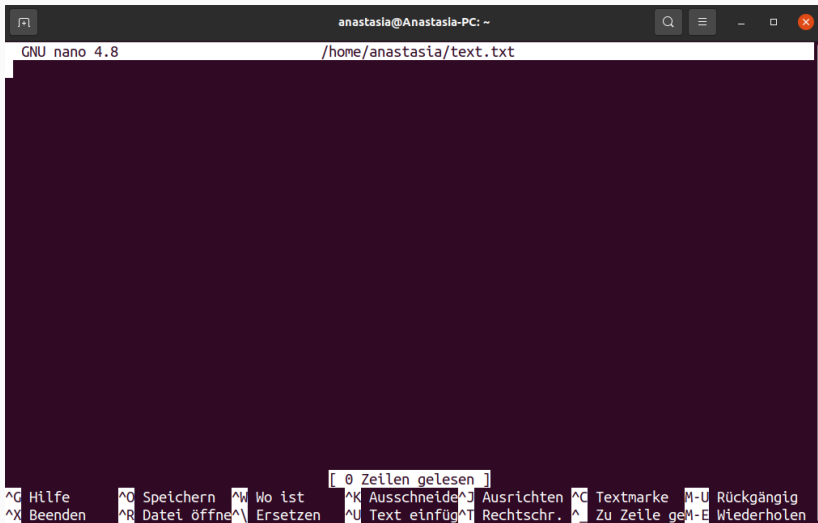 anastasia@Anastasia-PC: ~
GNU nano 4.8 /home/anastasia/text.txt
[ 0 Zeilen gelesen ]
^G Hilfe ^O Speichern ^W Wo ist ^K Ausschneide^J Ausrichten ^C Textmarke M-U Rückgängig
^X Beenden ^R Datei öffne^\ Ersetzen ^U Text einfüg^T Rechtschr. ^_ Zu Zeile geM-E Wiederholen